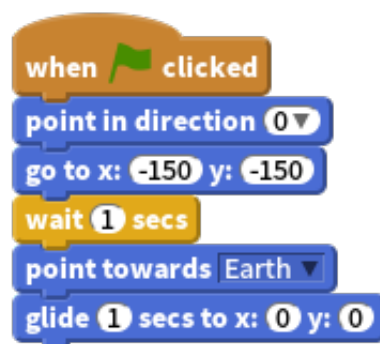 when clicked
point in direction 0
go to x: -150 y: -150
wait 1 secs
point towards Earth
glide 1 secs to x: 0 y: 0